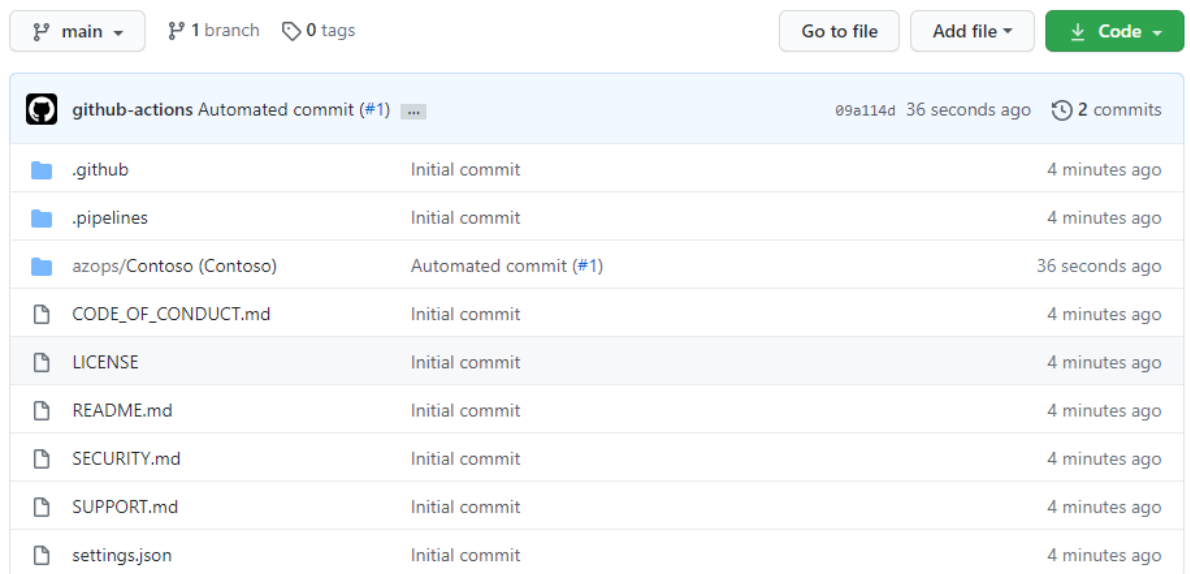 main 1 branch 0 tags Go to file Add file Code
github-actions Automated commit (#1) ... 09a114d 36 seconds ago 2 commits
.github Initial commit 4 minutes ago
.pipelines Initial commit 4 minutes ago
azops/Contoso (Contoso) Automated commit (#1) 36 seconds ago
CODE_OF_CONDUCT.md Initial commit 4 minutes ago
LICENSE Initial commit 4 minutes ago
README.md Initial commit 4 minutes ago
SECURITY.md Initial commit 4 minutes ago
SUPPORT.md Initial commit 4 minutes ago
settings.json Initial commit 4 minutes ago